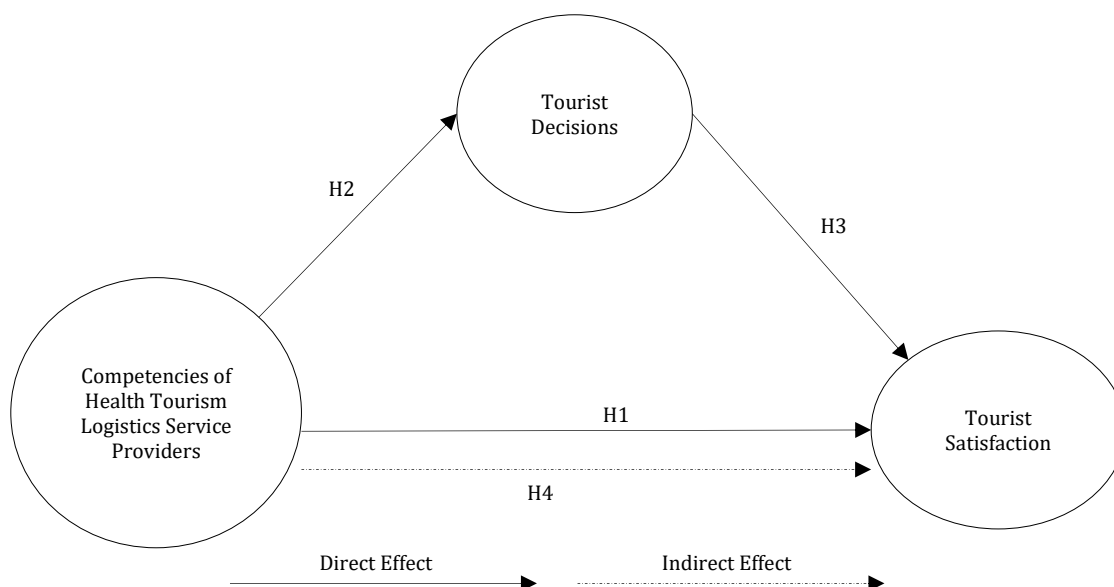 Tourist
Decisions
H2
H3
Competencies of
Health Tourism
Logistics Service
Providers
H1
Tourist
Satisfaction
H4
Direct Effect
Indirect Effect